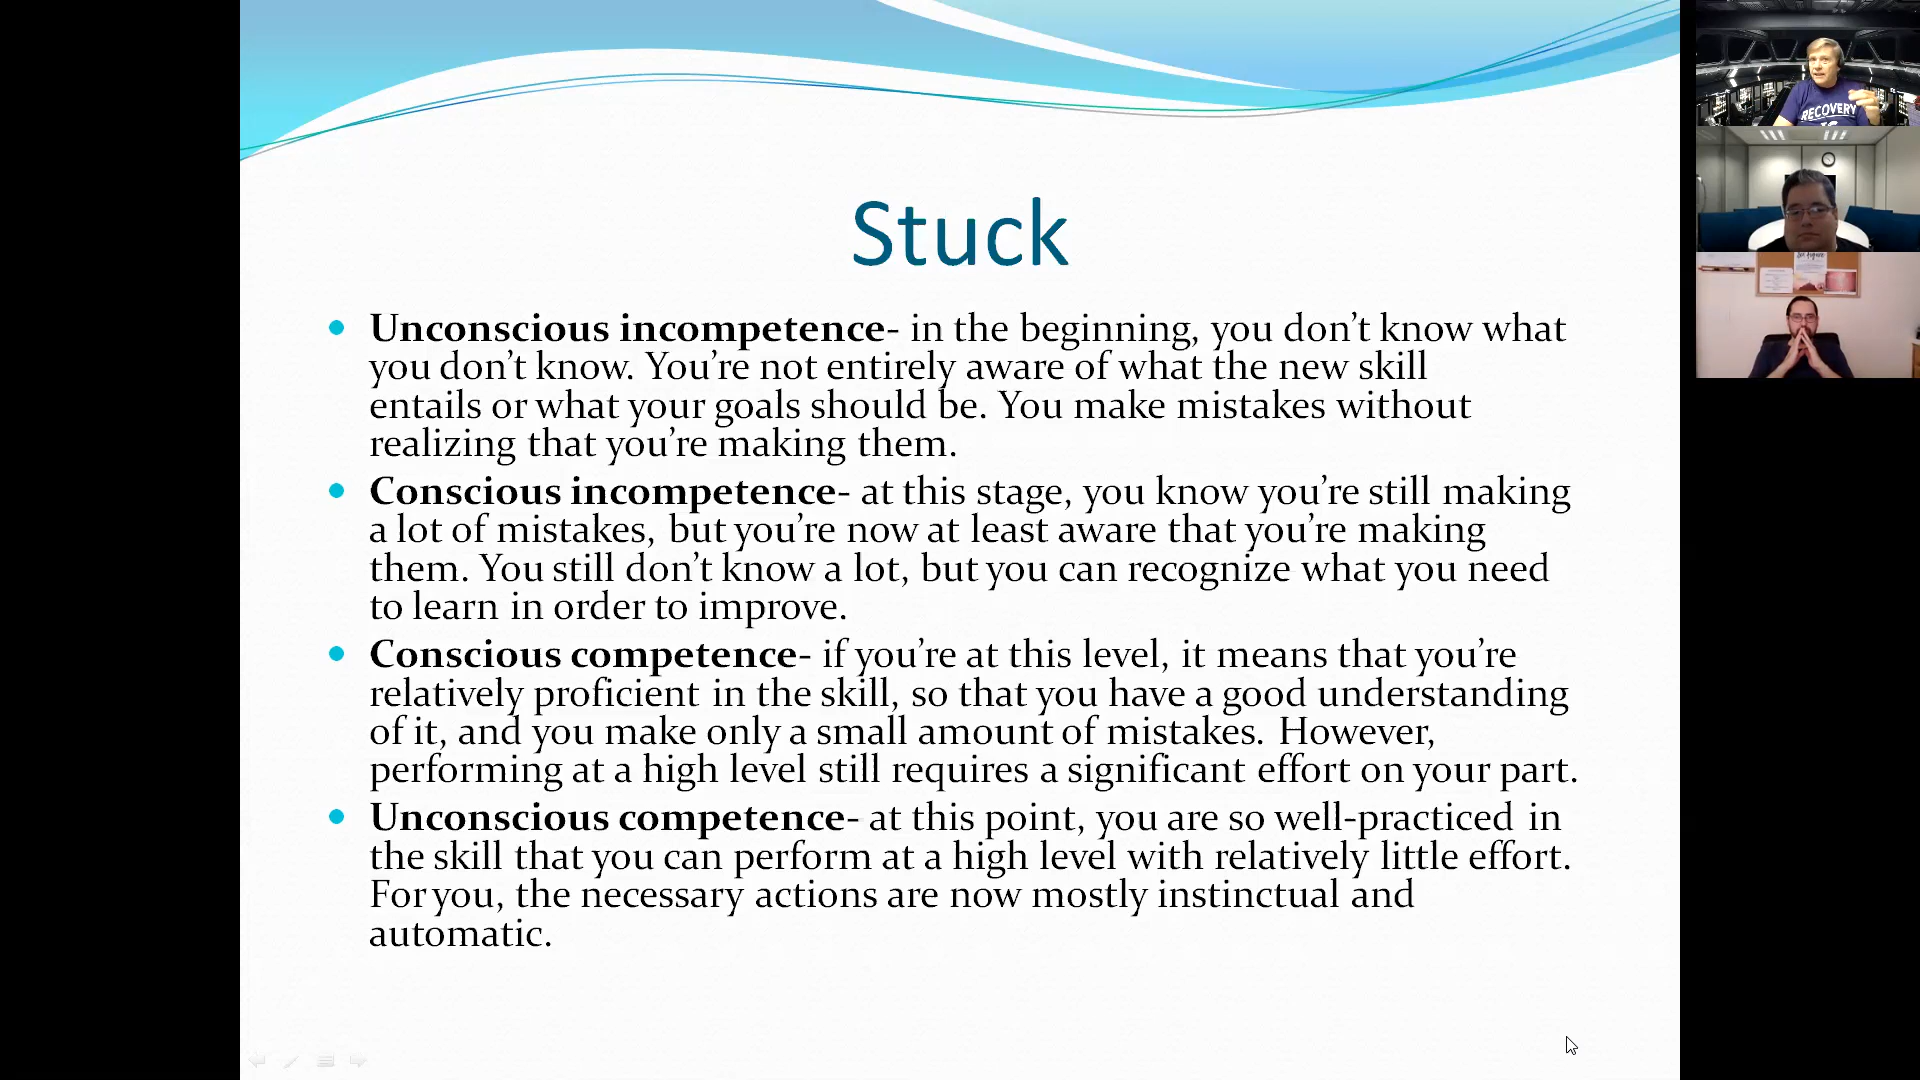 Stuck
Unconscious incompetence- in the beginning, you don’t know what
you don’t know. You’re not entirely aware of what the new skill
entails or what your goals should be. You make mistakes without
realizing that you’re making them.
Conscious incompetence- at this stage, you know you’re still making
a lot of mistakes, but you’re now at least aware that you’re making
them. You still don’t know a lot, but you can recognize what you need
to learn in order to improve.
Conscious competence- if you’re at this level, it means that you’re
relatively proficient in the skill, so that you have a good understanding
of it, and you make only a small amount of mistakes. However,
performing at a high level still requires a significant effort on your part.
Unconscious competence- at this point, you are so well-practiced in
the skill that you can perform at a high level with relatively little effort.
For you, the necessary actions are now mostly instinctual and
automatic.
RECOVERY
IS